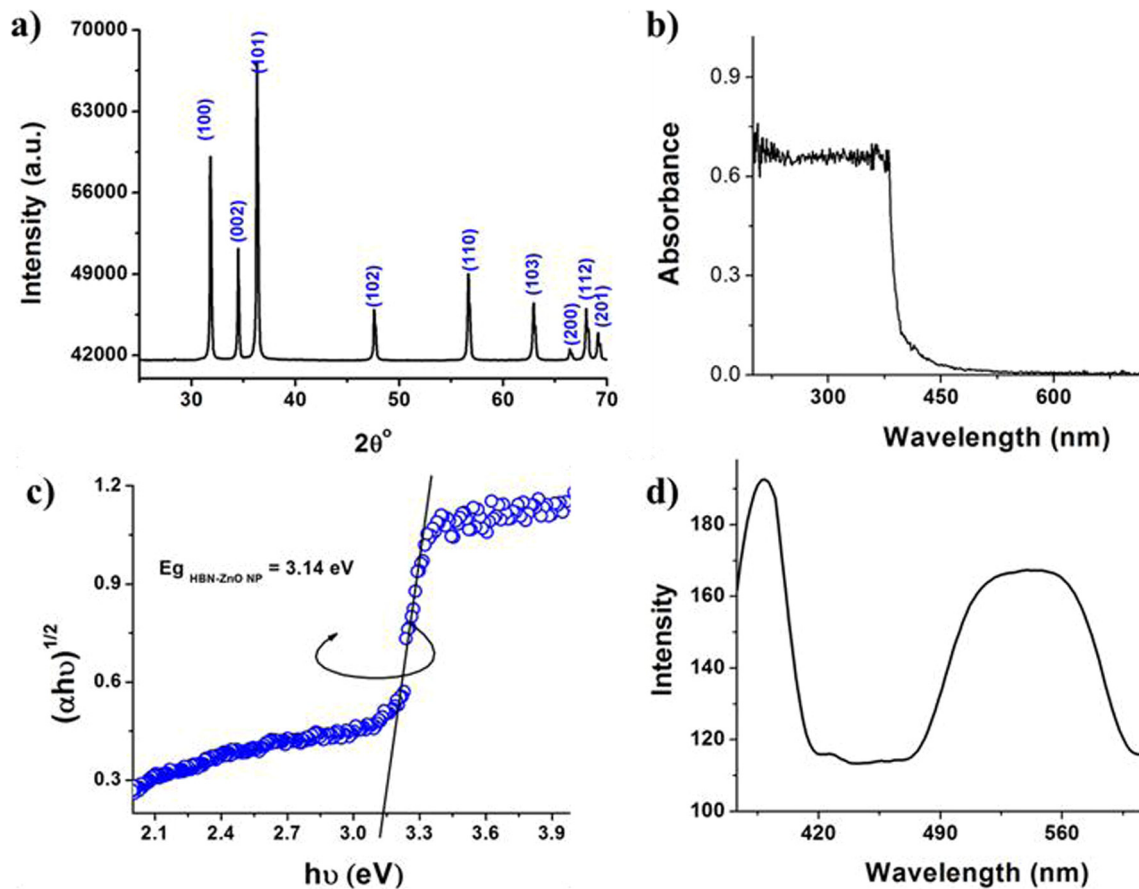 a)
70000
63000
56000
49000
42000
Intensity (a.u.)
(100)
(002)
(101)
(102)
(110)
(103)
(200)
(112)
(201)
30 40 50 60 70
2θ°
b)
0.9
0.6
0.3
0.0
Absorbance
300 450 600
Wavelength (nm)
c)
1.2
0.9
0.6
0.3
(αhυ)1/2
Eg HBN-ZnO NP = 3.14 eV
2.1 2.4 2.7 3.0 3.3 3.6 3.9
hυ (eV)
d)
180
160
140
120
100
Intensity
420 490 560
Wavelength (nm)